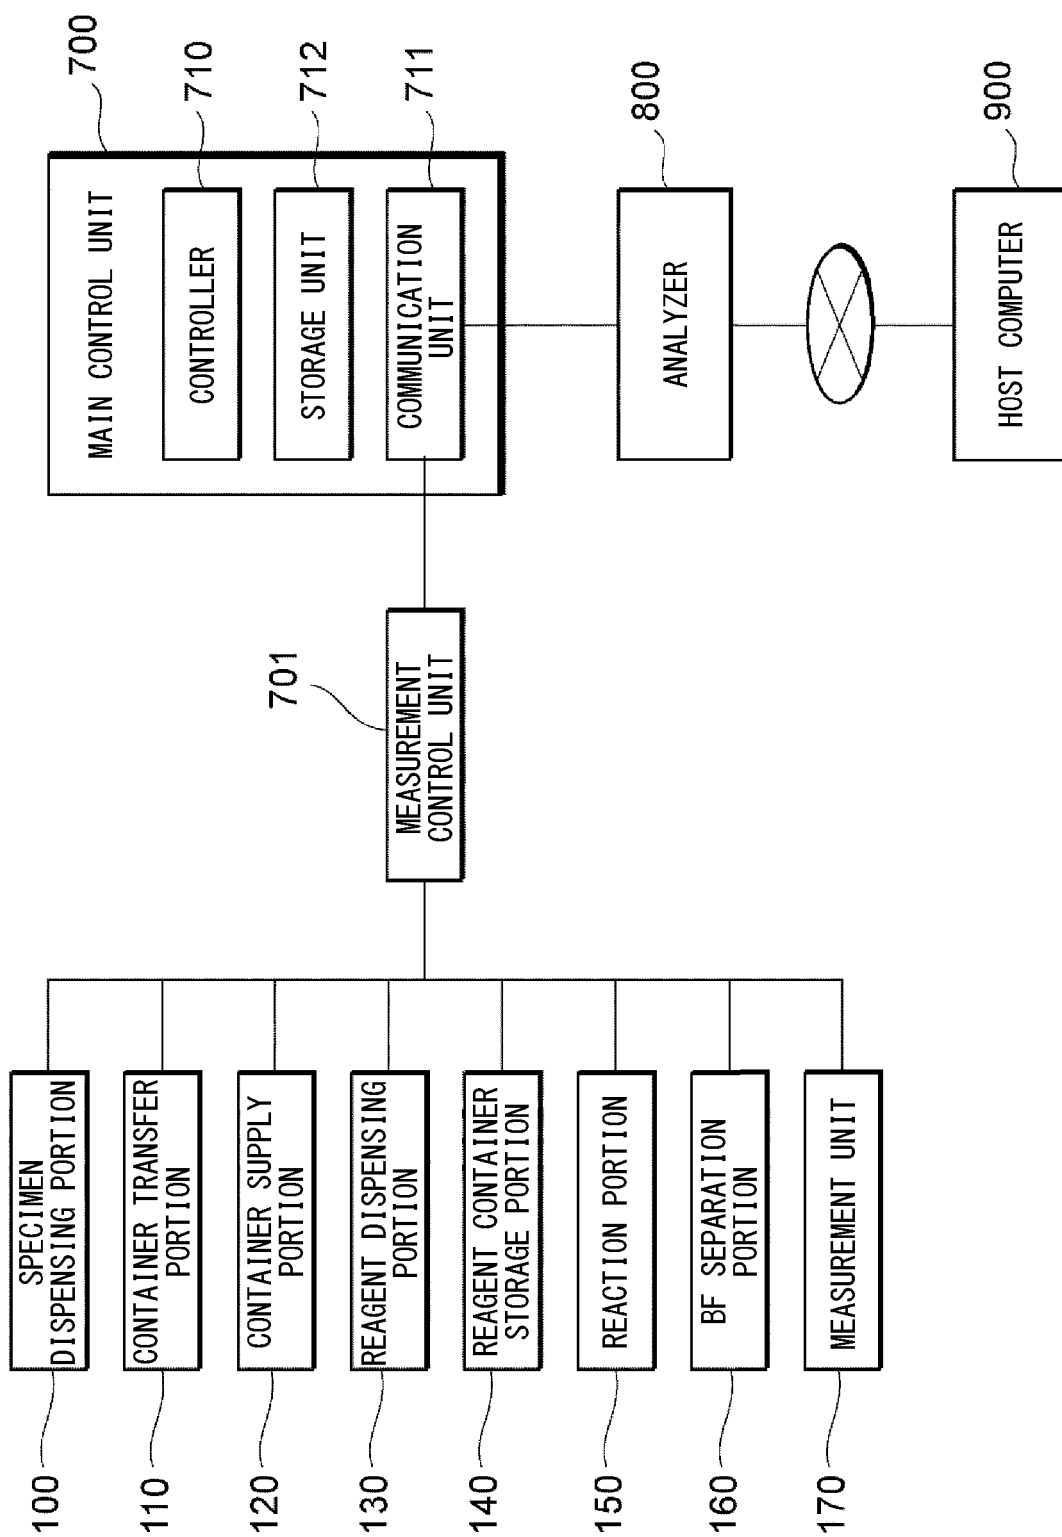 700
MAIN CONTROL UNIT
710
CONTROLLER
712
STORAGE UNIT
711
COMMUNICATION
UNIT
800
ANALYZER
900
HOST COMPUTER
701
MEASUREMENT
CONTROL UNIT
100
SPECIMEN
DISPENSING PORTION
110
CONTAINER TRANSFER
PORTION
120
CONTAINER SUPPLY
PORTION
130
REAGENT DISPENSING
PORTION
140
REAGENT CONTAINER
STORAGE PORTION
150
REACTION PORTION
160
BF SEPARATION
PORTION
170
MEASUREMENT UNIT